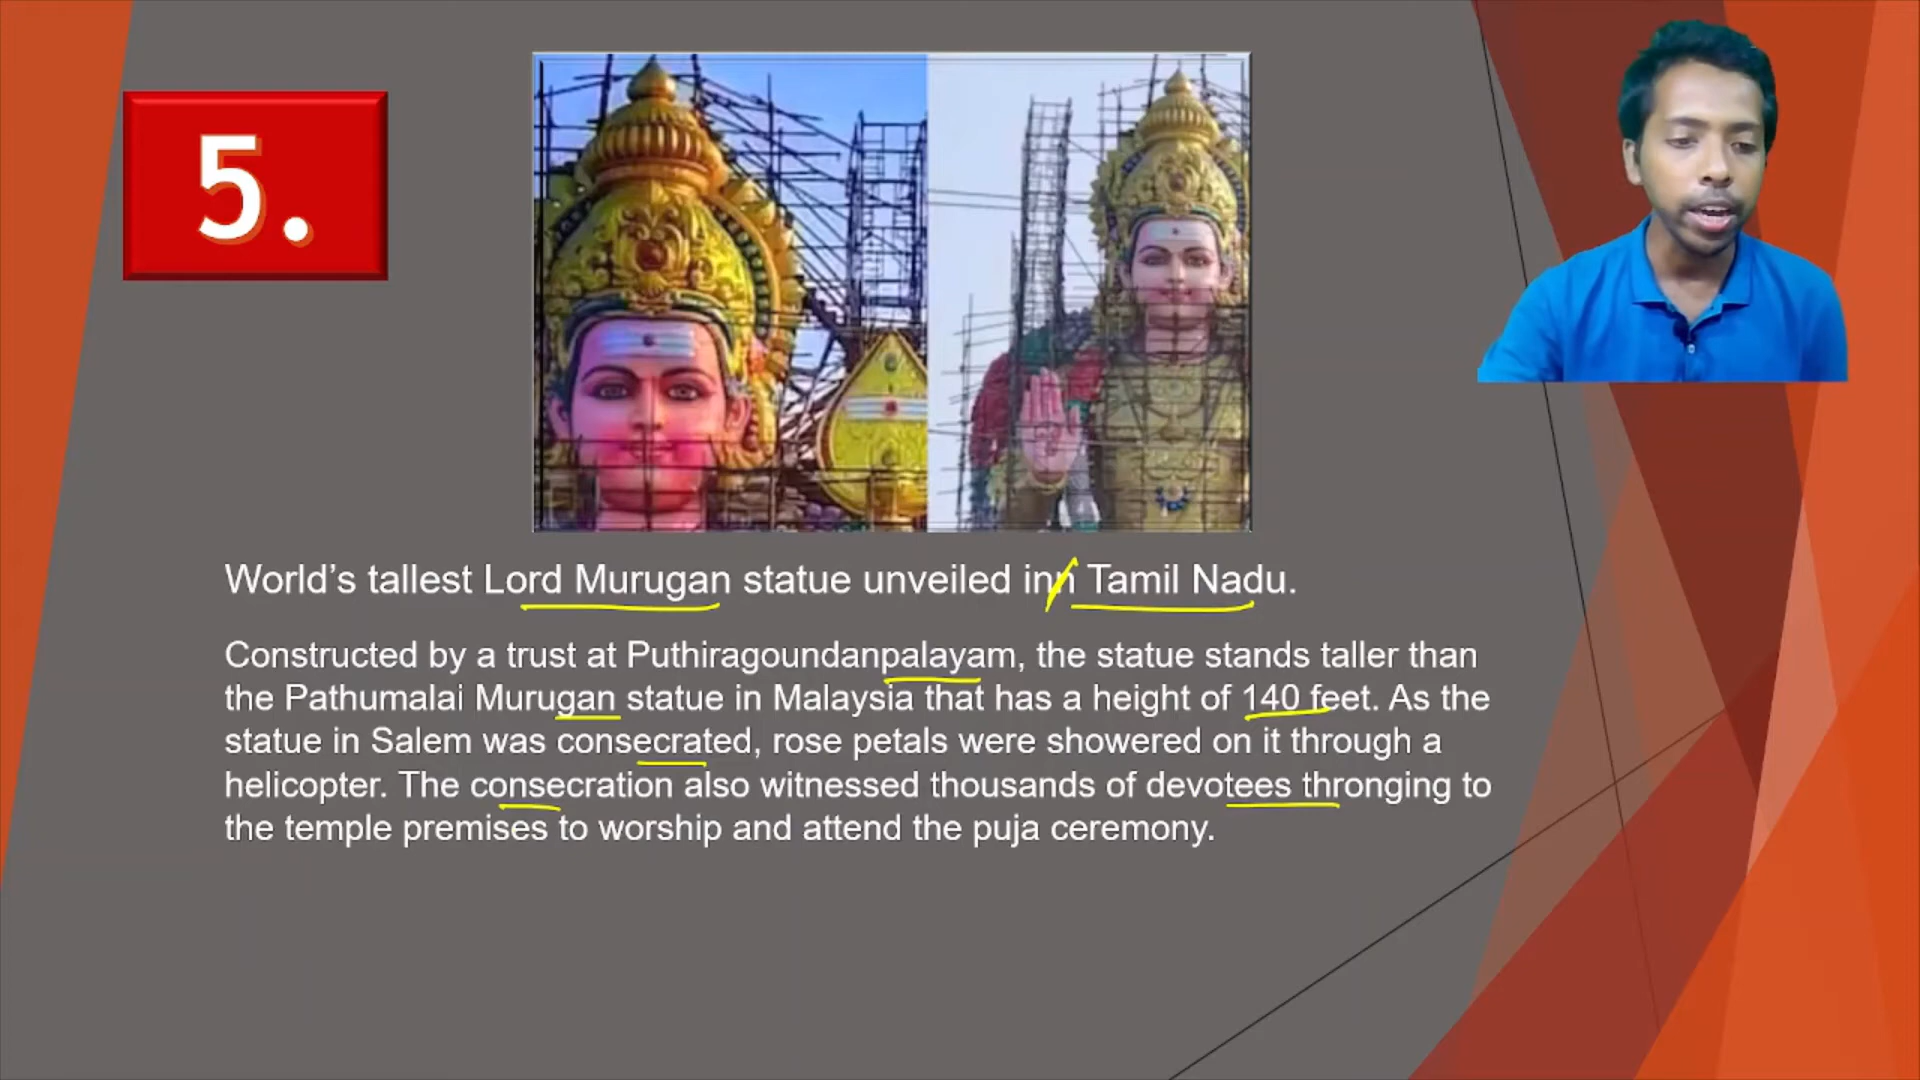 5.
World’s tallest Lord Murugan statue unveiled inn Tamil Nadu.
Constructed by a trust at Puthiragoundanpalayam, the statue stands taller than
the Pathumalai Murugan statue in Malaysia that has a height of 140 feet. As the
statue in Salem was consecrated, rose petals were showered on it through a
helicopter. The consecration also witnessed thousands of devotees thronging to
the temple premises to worship and attend the puja ceremony.